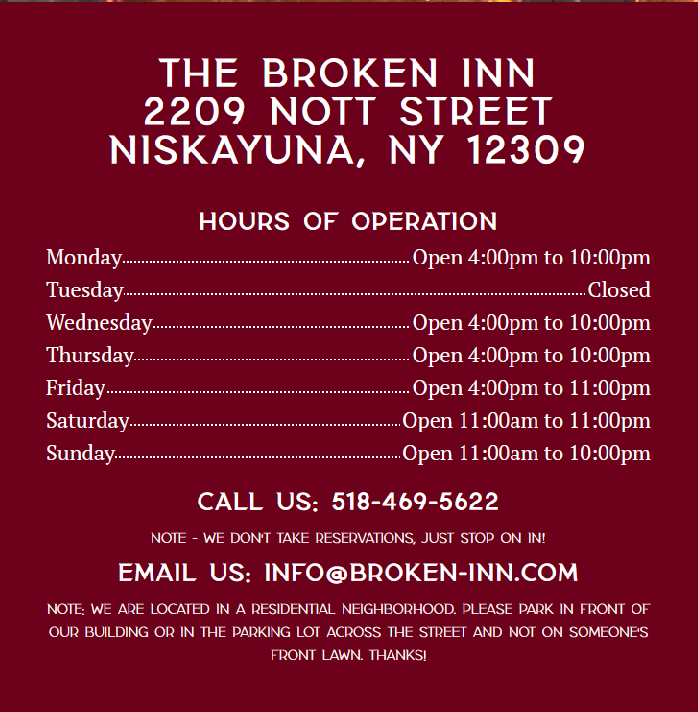 THE BROKEN INN
2209 NOTT STREET
NISKAYUNA, NY 12309
HOURS OF OPERATION
Monday........Open 4:00pm to 10:00pm
Tuesday........Closed
Wednesday........Open 4:00pm to 10:00pm
Thursday........Open 4:00pm to 10:00pm
Friday........Open 4:00pm to 11:00pm
Saturday........Open 11:00am to 11:00pm
Sunday........Open 11:00am to 10:00pm
CALL US: 518-469-5622
NOTE - WE DON'T TAKE RESERVATIONS, JUST STOP ON IN!
EMAIL US: INFO@BROKEN-INN.COM
NOTE: WE ARE LOCATED IN A RESIDENTIAL NEIGHBORHOOD. PLEASE PARK IN FRONT OF
OUR BUILDING OR IN THE PARKING LOT ACROSS THE STREET AND NOT ON SOMEONE'S
FRONT LAWN. THANKS!